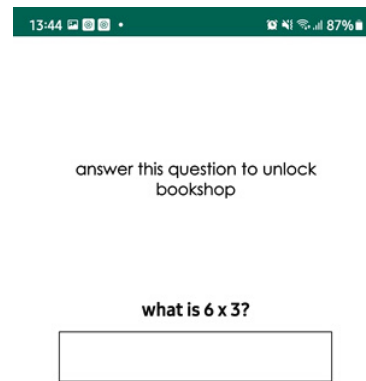 13:44 87%
answer this question to unlock
bookshop
what is 6 x 3?